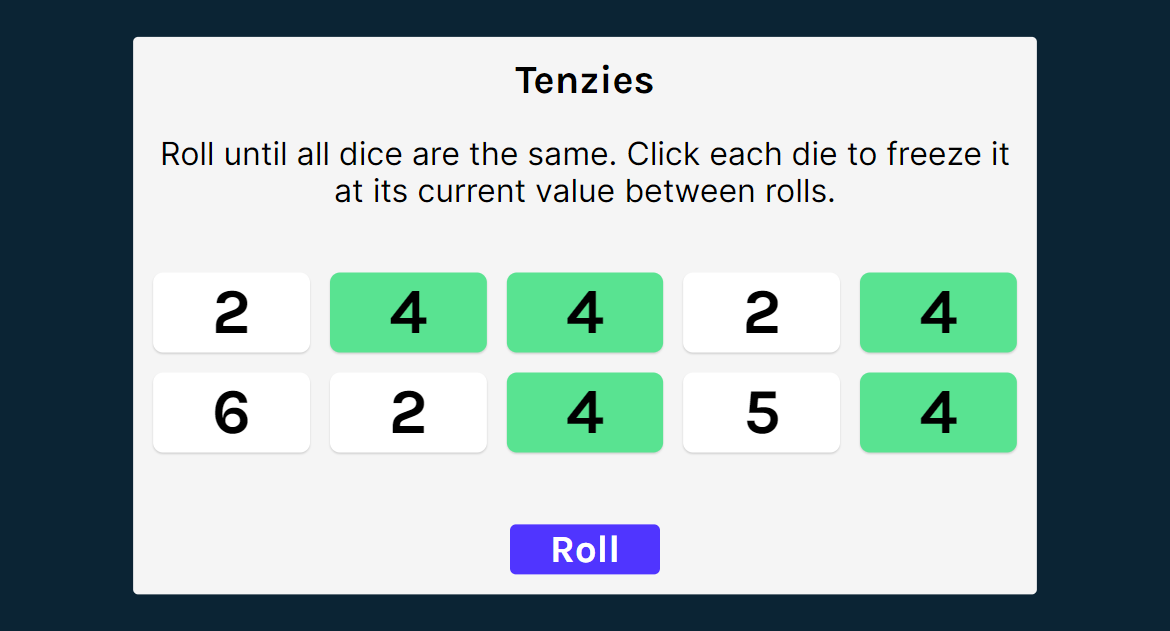 Tenzies
Roll until all dice are the same. Click each die to freeze it
at its current value between rolls.
2 4 4 2 4
6 2 4 5 4
Roll